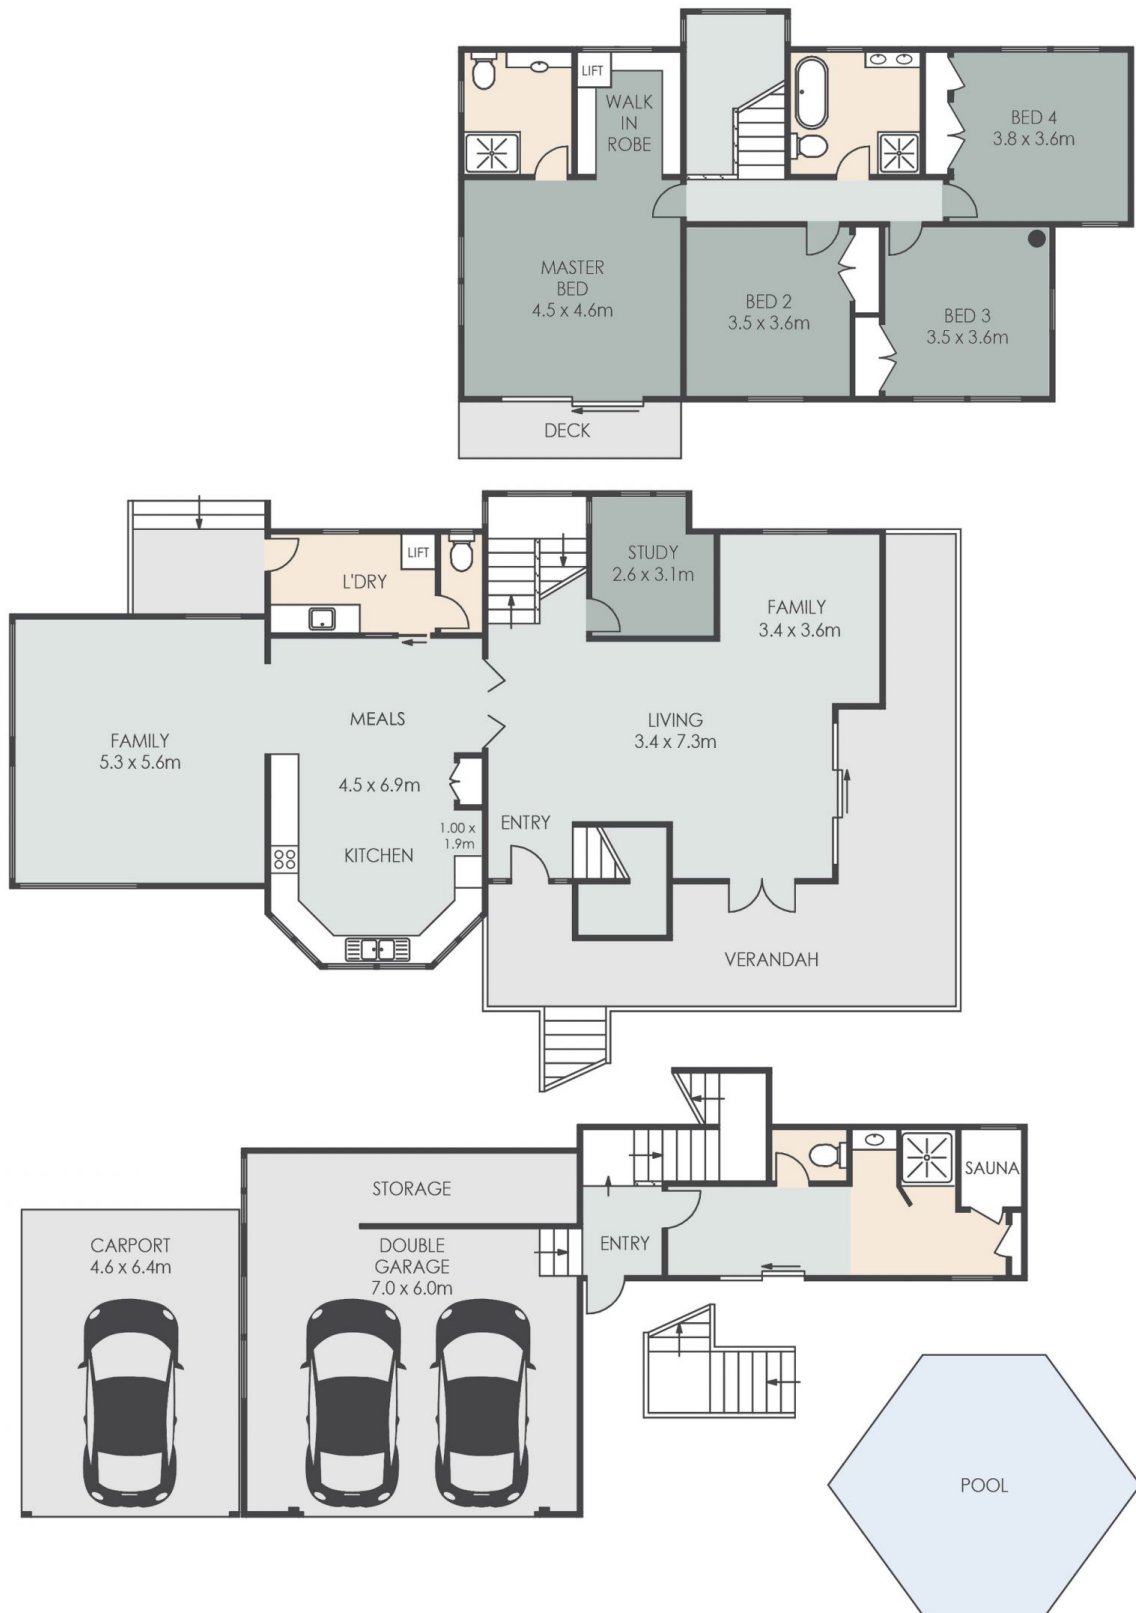 LIFT
WALK
IN
ROBE
BED 4
3.8 x 3.6m
MASTER
BED
4.5 x 4.6m
BED 2
3.5 x 3.6m
BED 3
3.5 x 3.6m
DECK
L'DRY
LIFT
STUDY
2.6 x 3.1m
FAMILY
3.4 x 3.6m
FAMILY
5.3 x 5.6m
MEALS
4.5 x 6.9m
LIVING
3.4 x 7.3m
ENTRY
1.00 x
1.9m
KITCHEN
VERANDAH
STORAGE
SAUNA
CARPORT
4.6 x 6.4m
DOUBLE
GARAGE
7.0 x 6.0m
ENTRY
POOL